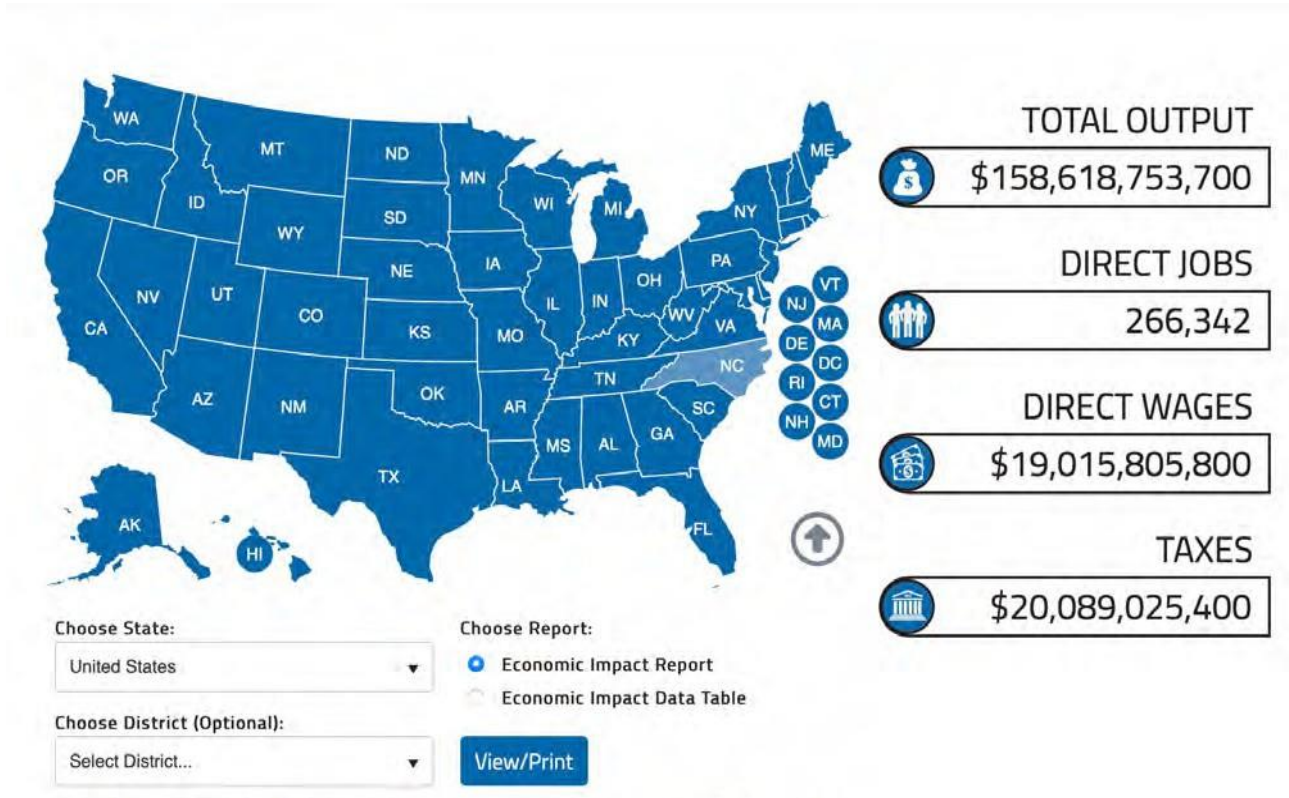 WA
MT
ND
MN
ME
OR
ID
SD
WI
MI
NY
WY
IA
PA
NE
NV
UT
CO
IL
IN
OH
WV
VA
CA
KS
MO
KY
NC
AZ
NM
OK
AR
TN
SC
MS
AL
GA
TX
LA
FL
AK
HI
VT
NJ
MA
DE
DC
RI
CT
NH
MD
TOTAL OUTPUT
$158,618,753,700
DIRECT JOBS
266,342
DIRECT WAGES
$19,015,805,800
TAXES
$20,089,025,400
Choose State:
United States
Choose District (Optional):
Select District...
Choose Report:
Economic Impact Report
Economic Impact Data Table
View/Print